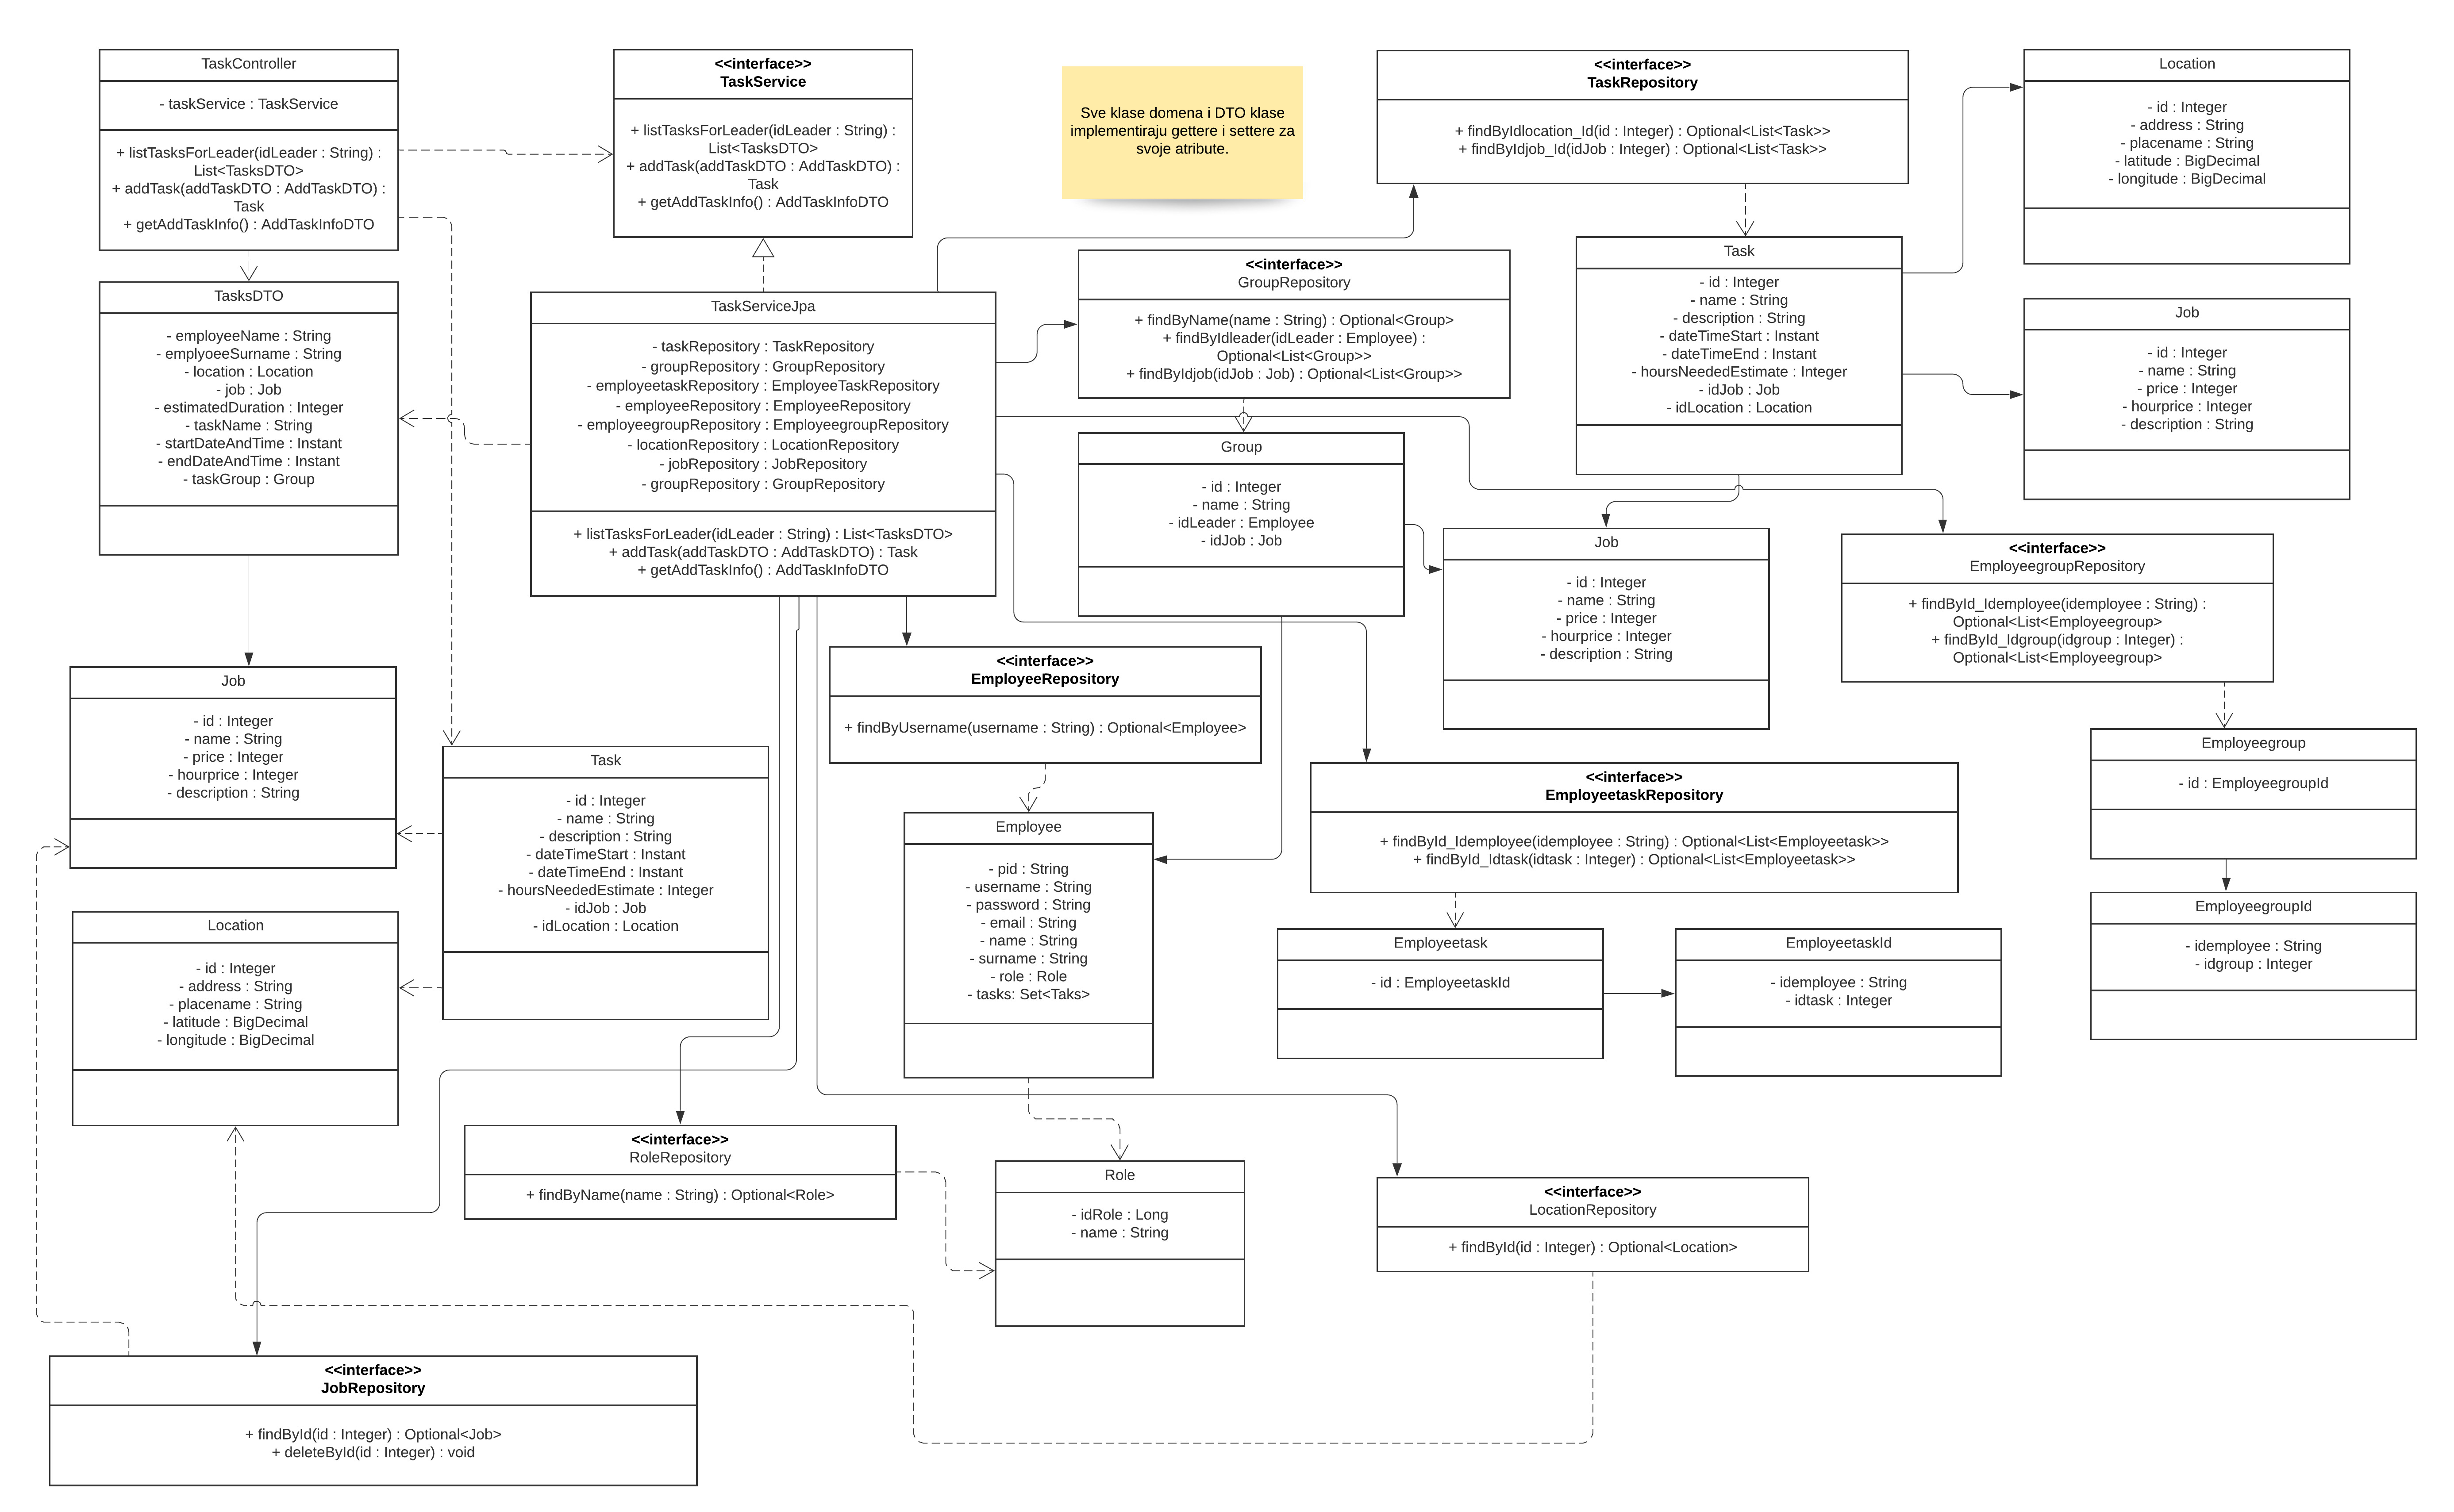 TaskController
- taskService : TaskService
+ listTasksForLeader(idLeader : String) :
List<TasksDTO>
+ addTask(addTaskDTO : AddTaskDTO) :
Task
+ getAddTaskInfo() : AddTaskInfoDTO
<<interface>>
TaskService
+ listTasksForLeader(idLeader : String) :
List<TasksDTO>
+ addTask(addTaskDTO : AddTaskDTO) :
Task
+ getAddTaskInfo() : AddTaskInfoDTO
Sve klase domena i DTO klase
implementiraju gettere i settere za
svoje atribute.
<<interface>>
TaskRepository
+ findByIdlocation_Id(id : Integer) : Optional<List<Task>>
+ findByIdjob_Id(idJob : Integer) : Optional<List<Task>>
Location
- id : Integer
- address : String
- placename : String
- latitude : BigDecimal
- longitude : BigDecimal
TasksDTO
- employeeName : String
- emplyoeeSurname : String
- location : Location
- job : Job
- estimatedDuration : Integer
- taskName : String
- startDateAndTime : Instant
- endDateAndTime : Instant
- taskGroup : Group
TaskServiceJpa
- taskRepository : TaskRepository
- groupRepository : GroupRepository
- employeetaskRepository : EmployeeTaskRepository
- employeeRepository : EmployeeRepository
- employeegroupRepository : EmployeegroupRepository
- locationRepository : LocationRepository
- jobRepository : JobRepository
- groupRepository : GroupRepository
+ listTasksForLeader(idLeader : String) : List<TasksDTO>
+ addTask(addTaskDTO : AddTaskDTO) : Task
+ getAddTaskInfo() : AddTaskInfoDTO
<<interface>>
GroupRepository
+ findByName(name : String) : Optional<Group>
+ findByIdleader(idLeader : Employee) :
Optional<List<Group>>
+ findByIdjob(idJob : Job) : Optional<List<Group>>
Task
- id : Integer
- name : String
- description : String
- dateTimeStart : Instant
- dateTimeEnd : Instant
- hoursNeededEstimate : Integer
- idJob : Job
- idLocation : Location
Job
- id : Integer
- name : String
- price : Integer
- hourprice : Integer
- description : String
Group
- id : Integer
- name : String
- idLeader : Employee
- idJob : Job
Job
- id : Integer
- name : String
- price : Integer
- hourprice : Integer
- description : String
<<interface>>
EmployeegroupRepository
+ findById_Idemployee(idemployee : String) :
Optional<List<Employeegroup>
+ findById_Idgroup(idgroup : Integer) :
Optional<List<Employeegroup>
Job
- id : Integer
- name : String
- price : Integer
- hourprice : Integer
- description : String
<<interface>>
EmployeeRepository
+ findByUsername(username : String) : Optional<Employee>
Task
- id : Integer
- name : String
- description : String
- dateTimeStart : Instant
- dateTimeEnd : Instant
- hoursNeededEstimate : Integer
- idJob : Job
- idLocation : Location
<<interface>>
EmployeetaskRepository
+ findById_Idemployee(idemployee : String) : Optional<List<Employeetask>>
+ findById_Idtask(idtask : Integer) : Optional<List<Employeetask>>
Employeegroup
- id : EmployeegroupId
Employee
- pid : String
- username : String
- password : String
- email : String
- name : String
- surname : String
- role : Role
- tasks: Set<Taks>
EmployeegroupId
- idemployee : String
- idgroup : Integer
Location
- id : Integer
- address : String
- placename : String
- latitude : BigDecimal
- longitude : BigDecimal
Employeetask
- id : EmployeetaskId
EmployeetaskId
- idemployee : String
- idtask : Integer
<<interface>>
RoleRepository
+ findByName(name : String) : Optional<Role>
Role
- idRole : Long
- name : String
<<interface>>
LocationRepository
+ findById(id : Integer) : Optional<Location>
<<interface>>
JobRepository
+ findById(id : Integer) : Optional<Job>
+ deleteById(id : Integer) : void